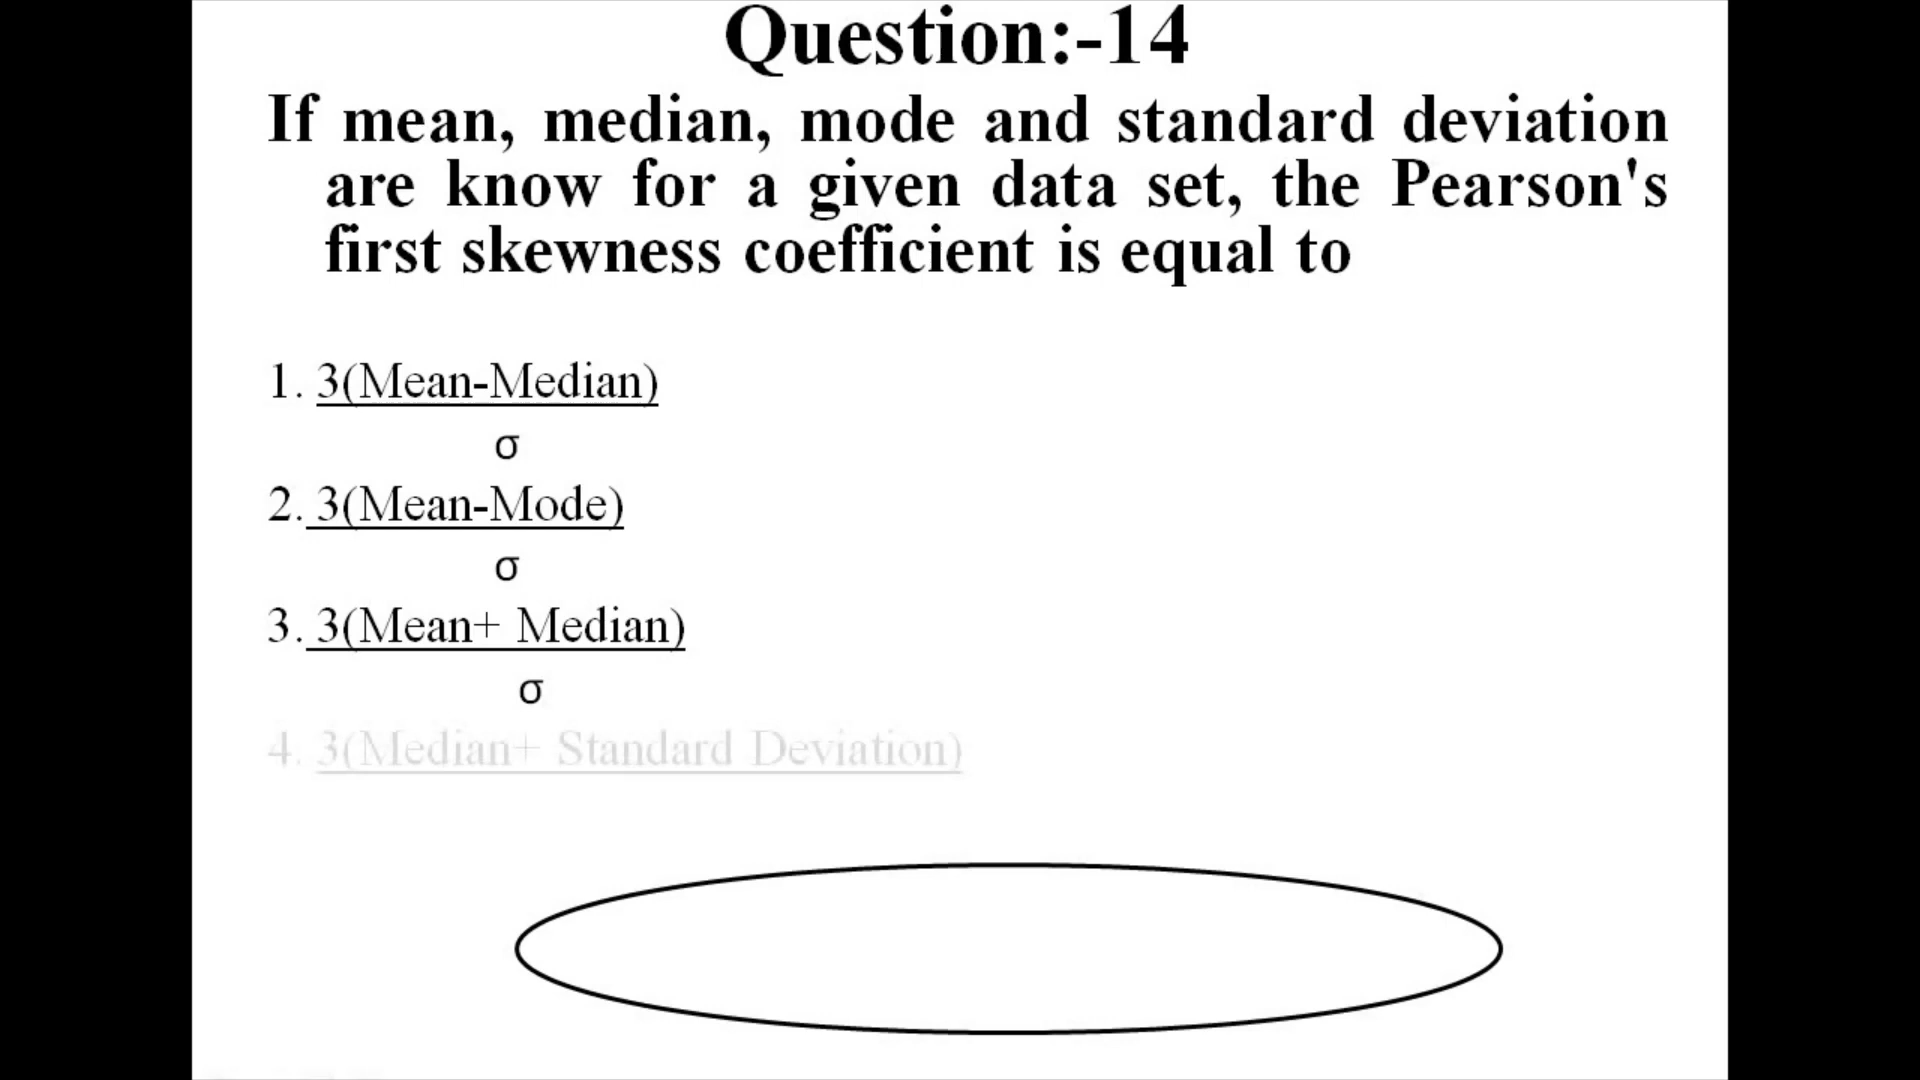 Question:-14
If mean, median, mode and standard deviation
are know for a given data set, the Pearson's
first skewness coefficient is equal to
1. 3(Mean-Median)
σ
2. 3(Mean-Mode)
σ
3. 3(Mean+ Median)
σ
4. 3(Median+ Standard Deviation)